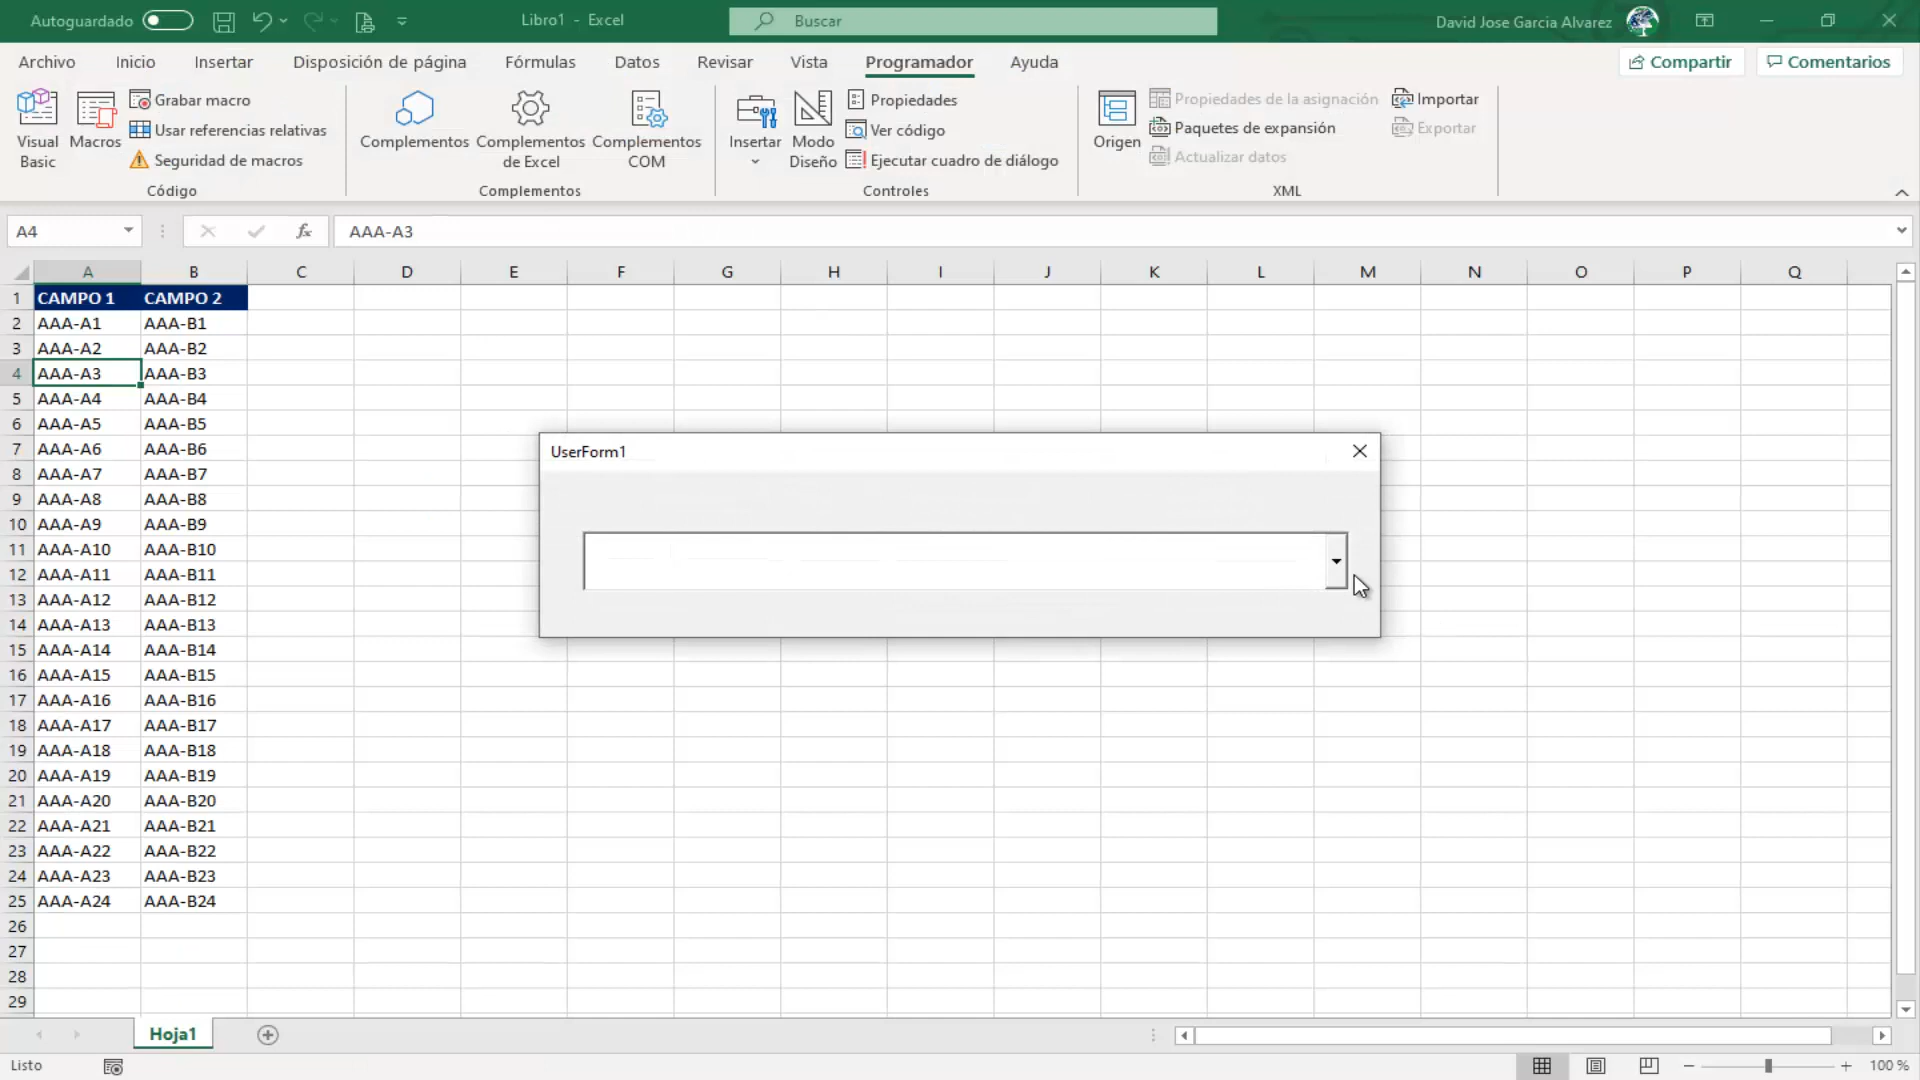 Autoguardado
Libro1 - Excel
Buscar
David Jose Garcia Alvarez
Archivo Inicio Insertar Disposición de página Fórmulas Datos Revisar Vista Programador Ayuda Compartir Comentarios
Visual Basic
Macros
Grabar macro
Usar referencias relativas
Seguridad de macros
Código
Complementos
Complementos de Excel
Complementos COM
Complementos
Insertar
Modo Diseño
Propiedades
Ver código
Ejecutar cuadro de diálogo
Controles
Origen
Propiedades de la asignación
Paquetes de expansión
Actualizar datos
Importar
Exportar
XML
A4 fx AAA-A3
A B C D E F G H I J K L M N O P Q
1 CAMPO 1 CAMPO 2
2 AAA-A1 AAA-B1
3 AAA-A2 AAA-B2
4 AAA-A3 AAA-B3
5 AAA-A4 AAA-B4
6 AAA-A5 AAA-B5
7 AAA-A6 AAA-B6
8 AAA-A7 AAA-B7
9 AAA-A8 AAA-B8
10 AAA-A9 AAA-B9
11 AAA-A10 AAA-B10
12 AAA-A11 AAA-B11
13 AAA-A12 AAA-B12
14 AAA-A13 AAA-B13
15 AAA-A14 AAA-B14
16 AAA-A15 AAA-B15
17 AAA-A16 AAA-B16
18 AAA-A17 AAA-B17
19 AAA-A18 AAA-B18
20 AAA-A19 AAA-B19
21 AAA-A20 AAA-B20
22 AAA-A21 AAA-B21
23 AAA-A22 AAA-B22
24 AAA-A23 AAA-B23
25 AAA-A24 AAA-B24
26
27
28
29
UserForm1
Hoja1
Listo
100 %